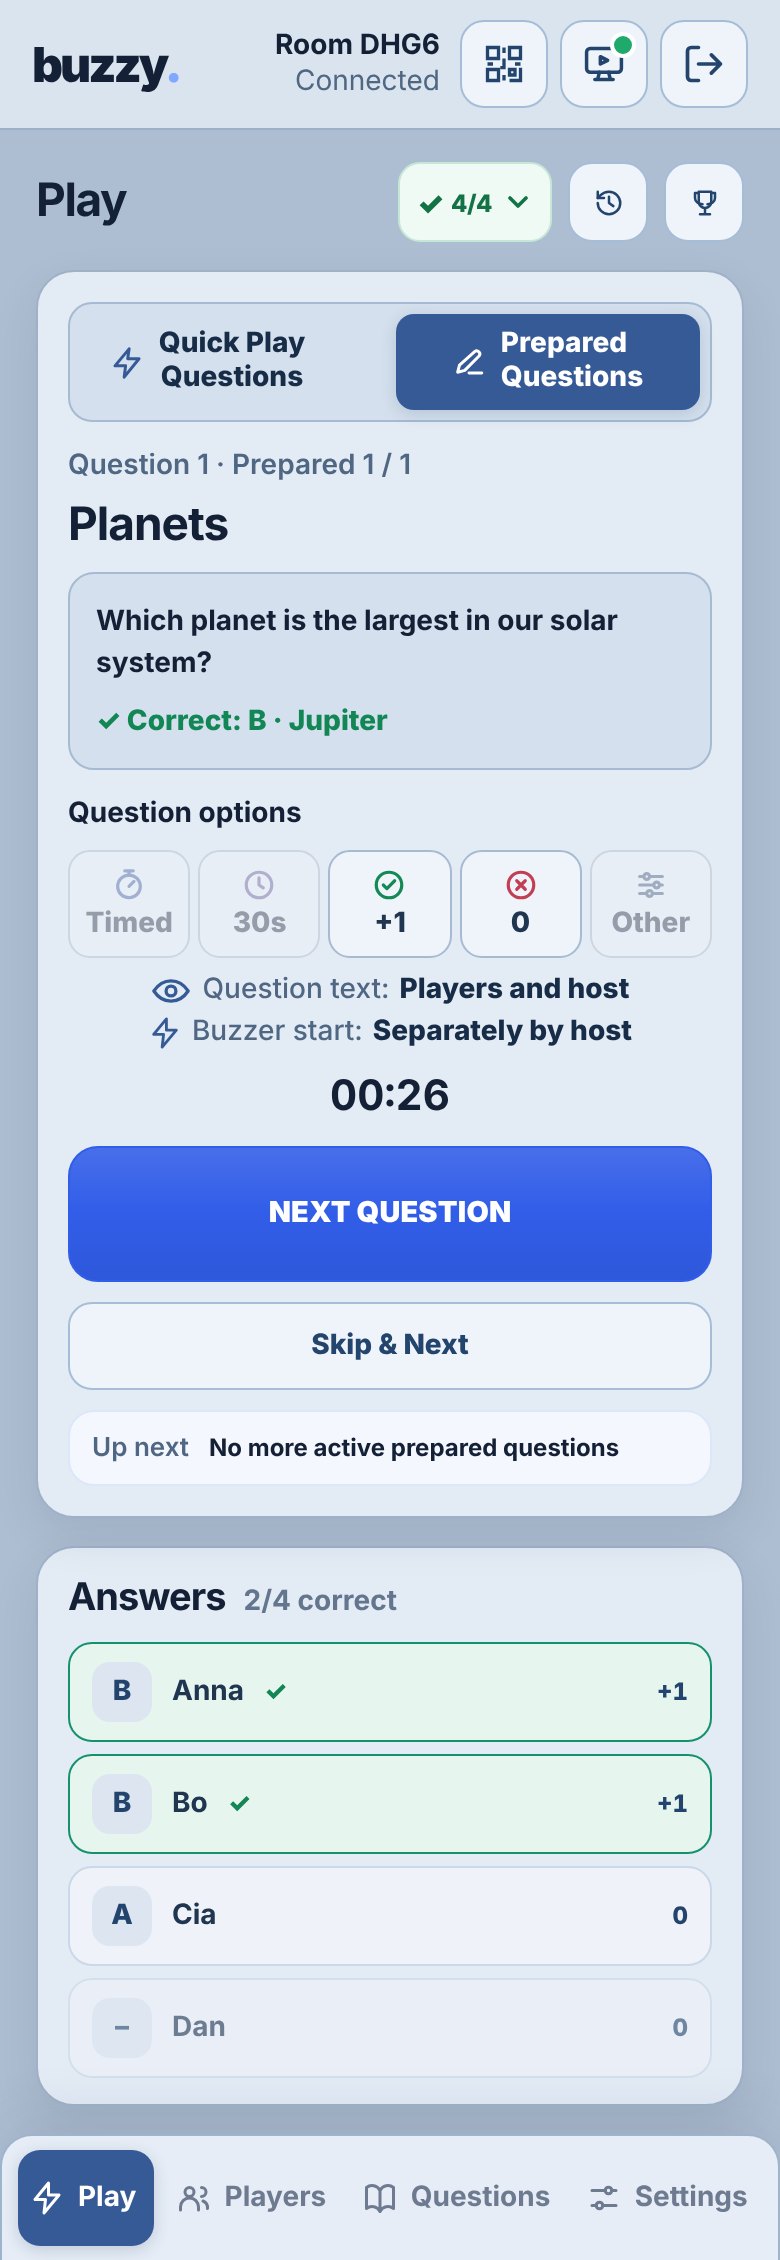 buzzy.
Room DHG6
Connected
Play
4/4
Quick Play
Questions
Prepared
Questions
Question 1 · Prepared 1 / 1
Planets
Which planet is the largest in our solar
system?
Correct: B · Jupiter
Question options
Timed
30s
+1
0
Other
Question text: Players and host
Buzzer start: Separately by host
00:26
NEXT QUESTION
Skip & Next
Up next No more active prepared questions
Answers 2/4 correct
B Anna +1
B Bo +1
A Cia 0
– Dan 0
Play Players Questions Settings